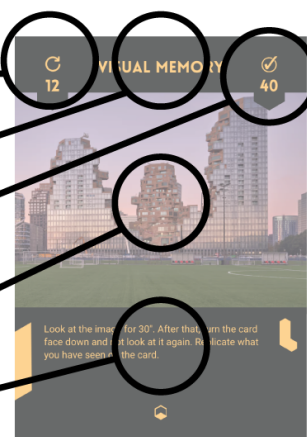 VISUAL MEMORY
12
40
Look at the image for 30". After that, turn the card
face down and not look at it again. Replicate what
you have seen on the card.